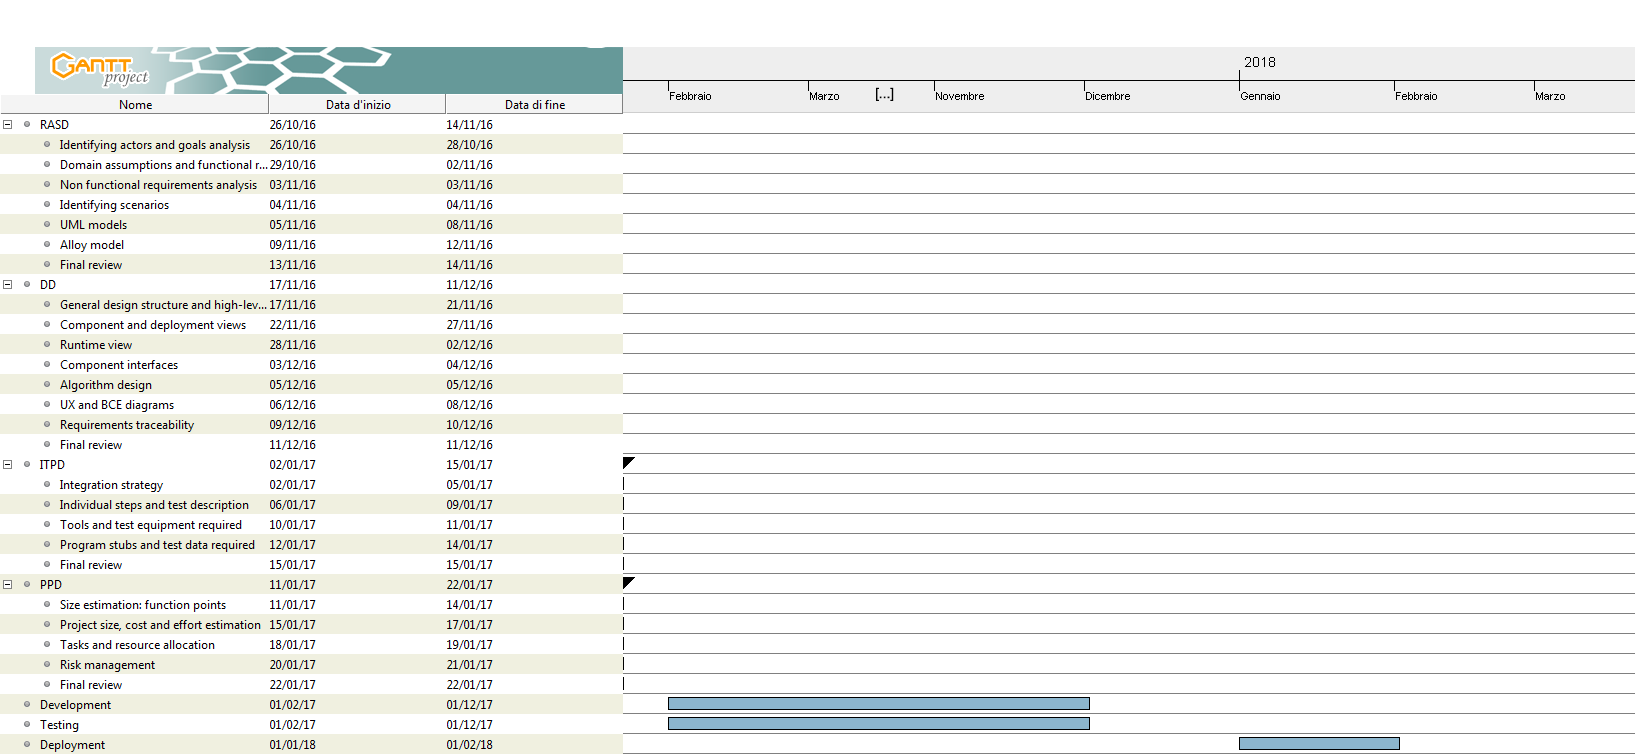 GANTT project
2018
Febbraio Marzo [...] Novembre Dicembre Gennaio Febbraio Marzo
Nome Data d'inizio Data di fine
RASD 26/10/16 14/11/16
Identifying actors and goals analysis 26/10/16 28/10/16
Domain assumptions and functional r... 29/10/16 02/11/16
Non functional requirements analysis 03/11/16 03/11/16
Identifying scenarios 04/11/16 04/11/16
UML models 05/11/16 08/11/16
Alloy model 09/11/16 12/11/16
Final review 13/11/16 14/11/16
DD 17/11/16 11/12/16
General design structure and high-lev... 17/11/16 21/11/16
Component and deployment views 22/11/16 27/11/16
Runtime view 28/11/16 02/12/16
Component interfaces 03/12/16 04/12/16
Algorithm design 05/12/16 05/12/16
UX and BCE diagrams 06/12/16 08/12/16
Requirements traceability 09/12/16 10/12/16
Final review 11/12/16 11/12/16
ITPD 02/01/17 15/01/17
Integration strategy 02/01/17 05/01/17
Individual steps and test description 06/01/17 09/01/17
Tools and test equipment required 10/01/17 11/01/17
Program stubs and test data required 12/01/17 14/01/17
Final review 15/01/17 15/01/17
PPD 11/01/17 22/01/17
Size estimation: function points 11/01/17 14/01/17
Project size, cost and effort estimation 15/01/17 17/01/17
Tasks and resource allocation 18/01/17 19/01/17
Risk management 20/01/17 21/01/17
Final review 22/01/17 22/01/17
Development 01/02/17 01/12/17
Testing 01/02/17 01/12/17
Deployment 01/01/18 01/02/18